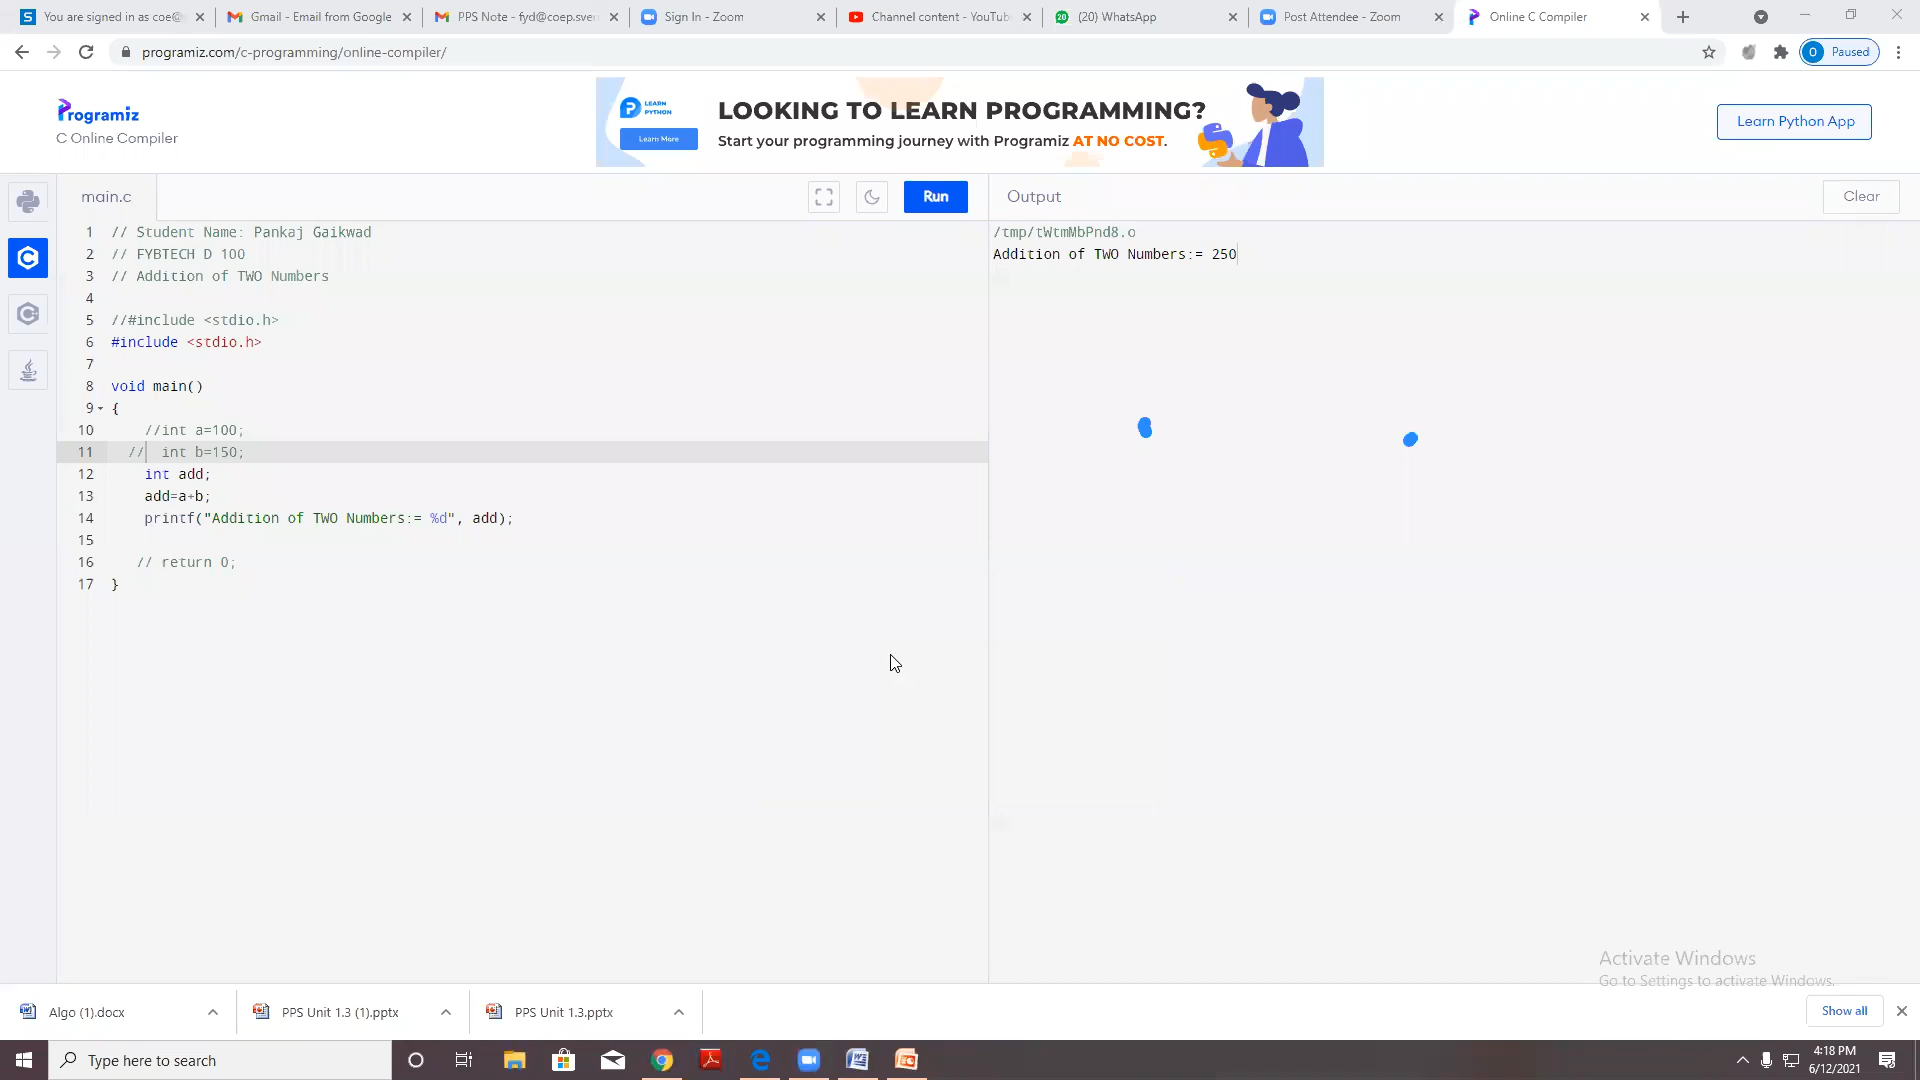 You are signed in as coe@
Gmail - Email from Google
PPS Note - fyd@coep.sve
Sign In - Zoom
Channel content - YouTub
(20) WhatsApp
Post Attendee - Zoom
Online C Compiler
programiz.com/c-programming/online-compiler/
O Paused
Programiz
C Online Compiler
LEARN PYTHON
Learn More
LOOKING TO LEARN PROGRAMMING?
Start your programming journey with Programiz AT NO COST.
Learn Python App
main.c
Run
Output
Clear
1 // Student Name: Pankaj Gaikwad
2 // FYBTECH D 100
3 // Addition of TWO Numbers
4
5 //#include <stdio.h>
6 #include <stdio.h>
7
8 void main()
9 {
10 //int a=100;
11 // int b=150;
12 int add;
13 add=a+b;
14 printf("Addition of TWO Numbers:= %d", add);
15
16 // return 0;
17 }
/tmp/tWtmMbPnd8.o
Addition of TWO Numbers:= 250
Activate Windows
Go to Settings to activate Windows.
Algo (1).docx
PPS Unit 1.3 (1).pptx
PPS Unit 1.3.pptx
Show all
Type here to search
4:18 PM
6/12/2021